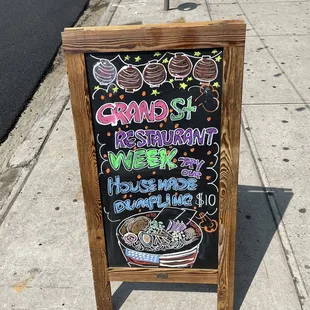 GRAND St
RESTAURANT
WEEK TRY
OUR
HOUSEMADE
DUMPLING $10